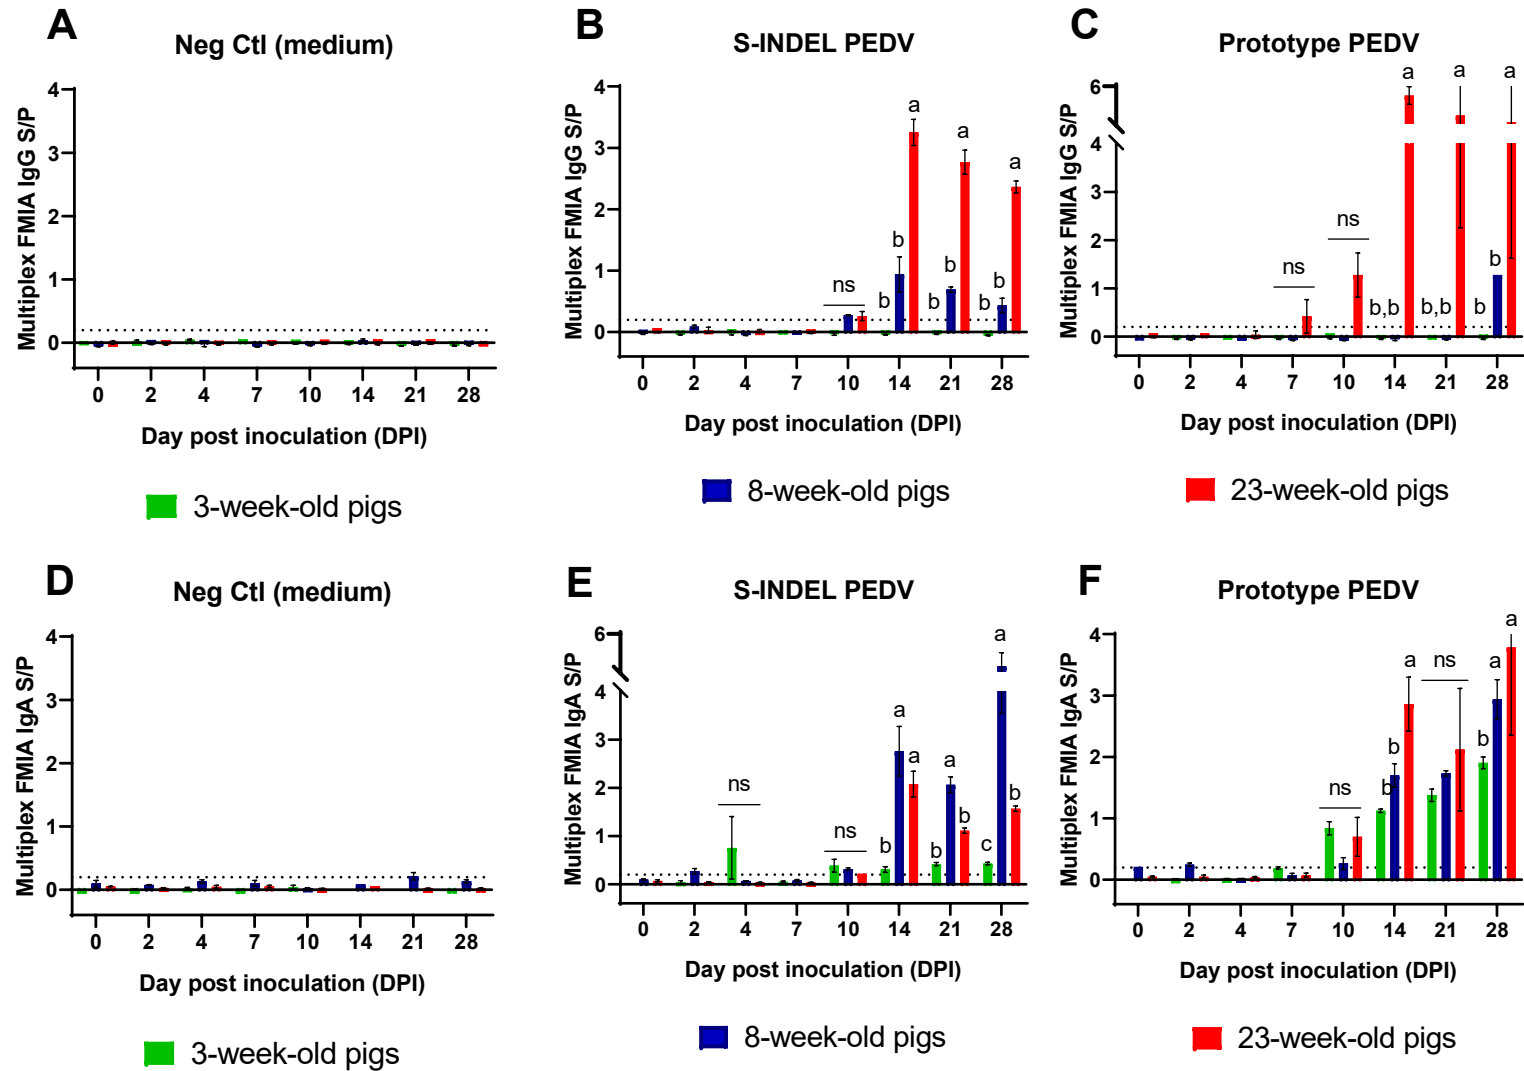 A
Neg Ctl (medium)
Multiplex FMIA IgG S/P
4
3
2
1
0
0 2 4 7 10 14 21 28
Day post inoculation (DPI)
B
S-INDEL PEDV
Multiplex FMIA IgG S/P
4
3
2
1
0
ns
b b a
b b a
b b a
0 2 4 7 10 14 21 28
Day post inoculation (DPI)
C
Prototype PEDV
Multiplex FMIA IgG S/P
6
4
3
2
1
0
ns
ns
b,b a
b,b a
b b a
0 2 4 7 10 14 21 28
Day post inoculation (DPI)
3-week-old pigs
8-week-old pigs
23-week-old pigs
D
Neg Ctl (medium)
Multiplex FMIA IgA S/P
4
3
2
1
0
0 2 4 7 10 14 21 28
Day post inoculation (DPI)
E
S-INDEL PEDV
Multiplex FMIA IgA S/P
6
4
3
2
1
0
ns
ns
b a a
b a b
c a b
0 2 4 7 10 14 21 28
Day post inoculation (DPI)
F
Prototype PEDV
Multiplex FMIA IgA S/P
4
3
2
1
0
ns
b b a
ns
b a a
0 2 4 7 10 14 21 28
Day post inoculation (DPI)
3-week-old pigs
8-week-old pigs
23-week-old pigs